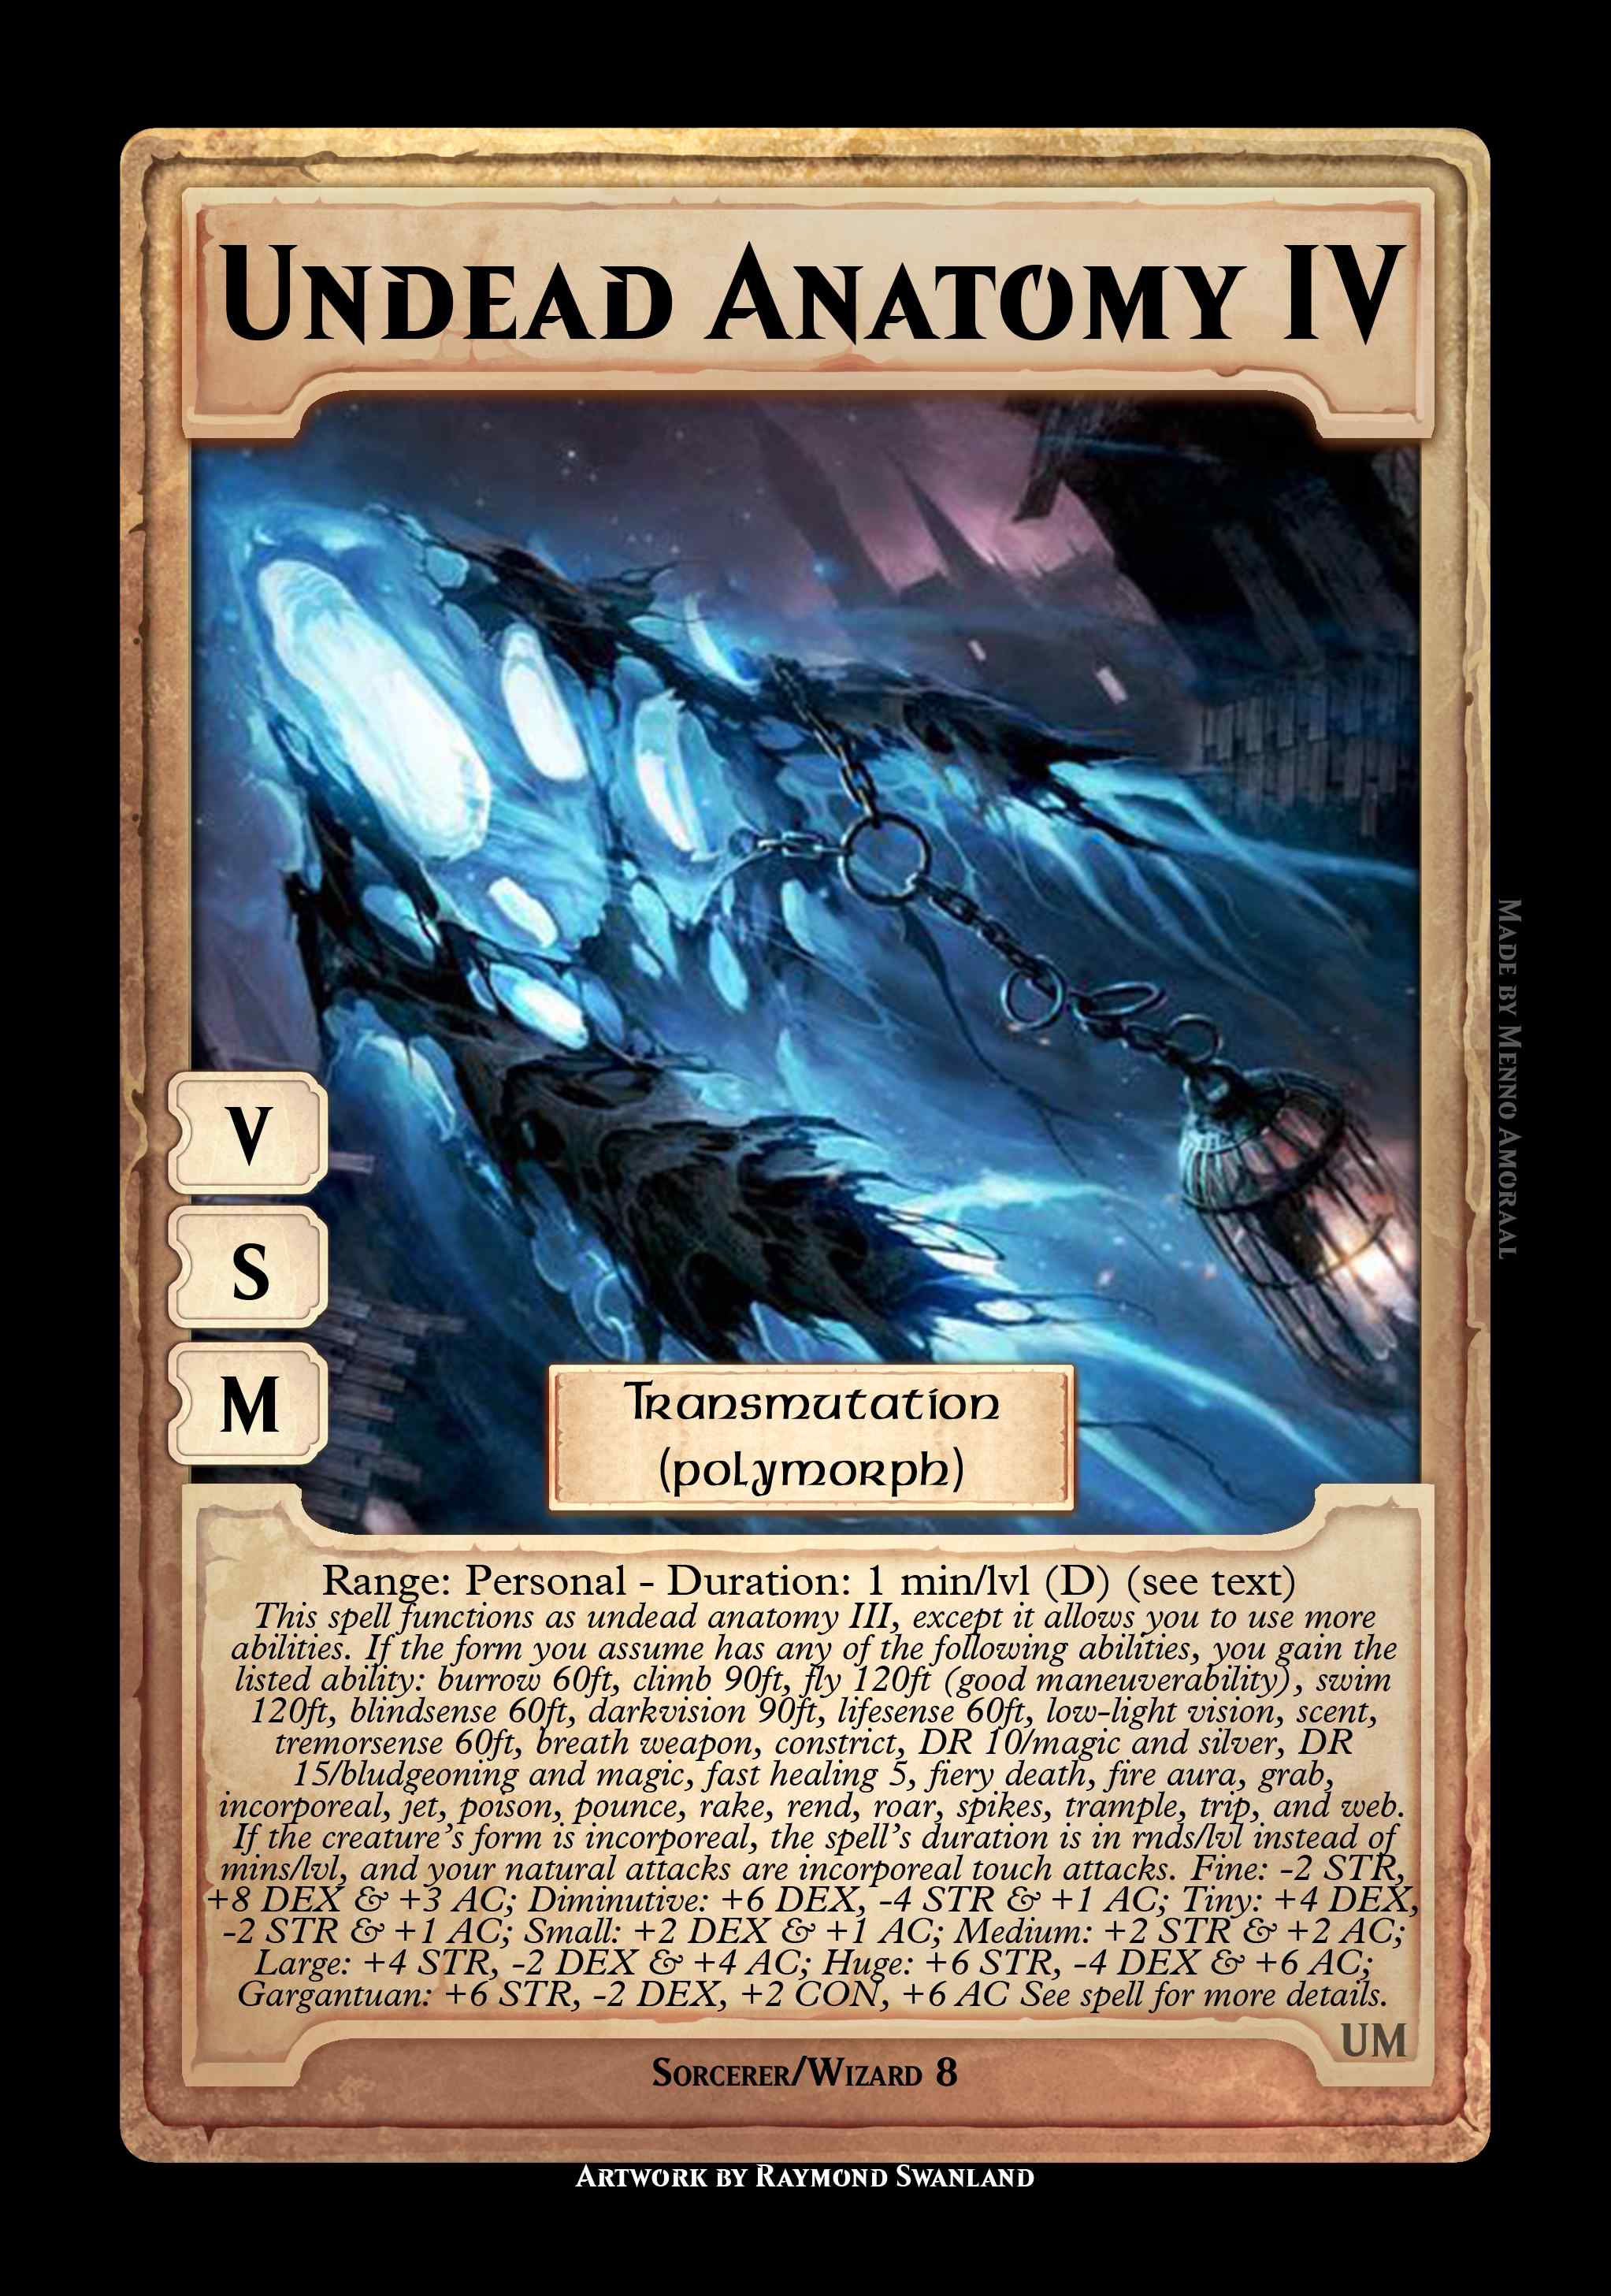 Undead Anatomy IV
V
S
M
Transmutation
(polymorph)
Range: Personal - Duration: 1 min/lvl (D) (see text)
This spell functions as undead anatomy III, except it allows you to use more
abilities. If the form you assume has any of the following abilities, you gain the
listed ability: burrow 60ft, climb 90ft, fly 120ft (good maneuverability), swim
120ft, blindsense 60ft, darkvision 90ft, lifesense 60ft, low-light vision, scent,
tremorsense 60ft, breath weapon, constrict, DR 10/magic and silver, DR
15/bludgeoning and magic, fast healing 5, fiery death, fire aura, grab,
incorporeal, jet, poison, pounce, rake, rend, roar, spikes, trample, trip, and web.
If the creature's form is incorporeal, the spell's duration is in rnds/lvl instead of
mins/lvl, and your natural attacks are incorporeal touch attacks. Fine: -2 STR,
+8 DEX & +3 AC; Diminutive: +6 DEX, -4 STR & +1 AC; Tiny: +4 DEX,
-2 STR & +1 AC; Small: +2 DEX & +1 AC; Medium: +2 STR & +2 AC;
Large: +4 STR, -2 DEX & +4 AC; Huge: +6 STR, -4 DEX & +6 AC;
Gargantuan: +6 STR, -2 DEX, +2 CON, +6 AC See spell for more details.
UM
Sorcerer/Wizard 8
Artwork by Raymond Swanland
Made by Menno Amoraal